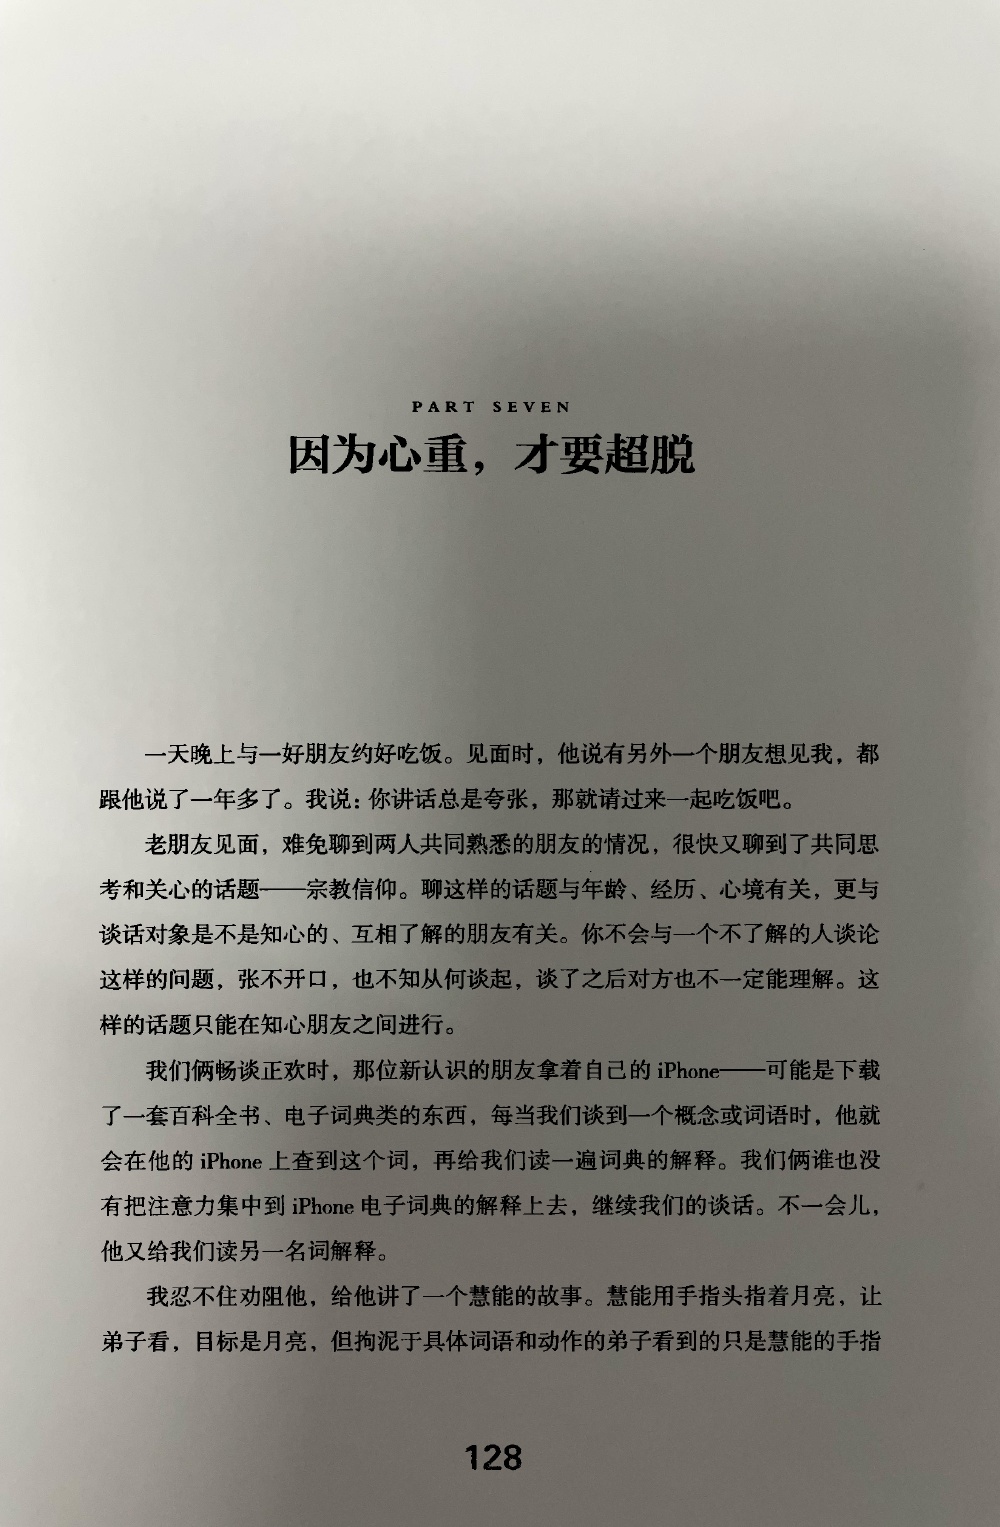 PART SEVEN
因为心重，才要超脱
一天晚上与一好朋友约好吃饭。见面时，他说有另外一个朋友想见我，都
跟他说了一年多了。我说：你讲话总是夸张，那就请过来一起吃饭吧。
老朋友见面，难免聊到两人共同熟悉的朋友的情况，很快又聊到了共同思
考和关心的话题——宗教信仰。聊这样的话题与年龄、经历、心境有关，更与
谈话对象是不是知心的、互相了解的朋友有关。你不会与一个不了解的人谈论
这样的问题，张不开口，也不知从何谈起，谈了之后对方也不一定能理解。这
样的话题只能在知心朋友之间进行。
我们俩畅谈正欢时，那位新认识的朋友拿着自己的 iPhone——可能是下载
了一套百科全书、电子词典类的东西，每当我们谈到一个概念或词语时，他就
会在他的 iPhone 上查到这个词，再给我们读一遍词典的解释。我们俩谁也没
有把注意力集中到 iPhone 电子词典的解释上去，继续我们的谈话。不一会儿，
他又给我们读另一名词解释。
我忍不住劝阻他，给他讲了一个慧能的故事。慧能用手指头指着月亮，让
弟子看，目标是月亮，但拘泥于具体词语和动作的弟子看到的只是慧能的手指
128